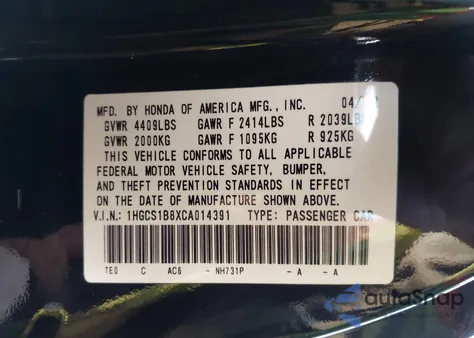 MFD. BY HONDA OF AMERICA MFG., INC. 04/
GVWR 4409LBS GAWR F 2414LBS R 2039LBS
GVWR 2000KG GAWR F 1095KG R 925KG
THIS VEHICLE CONFORMS TO ALL APPLICABLE
FEDERAL MOTOR VEHICLE SAFETY, BUMPER,
AND THEFT PREVENTION STANDARDS IN EFFECT
ON THE DATE OF MANUFACTURE SHOWN ABOVE.
V.I.N.: 1HGCS1B8XCA014391 TYPE: PASSENGER CAR
TE0 C AC6 - NH731P - A - A
autoSnap